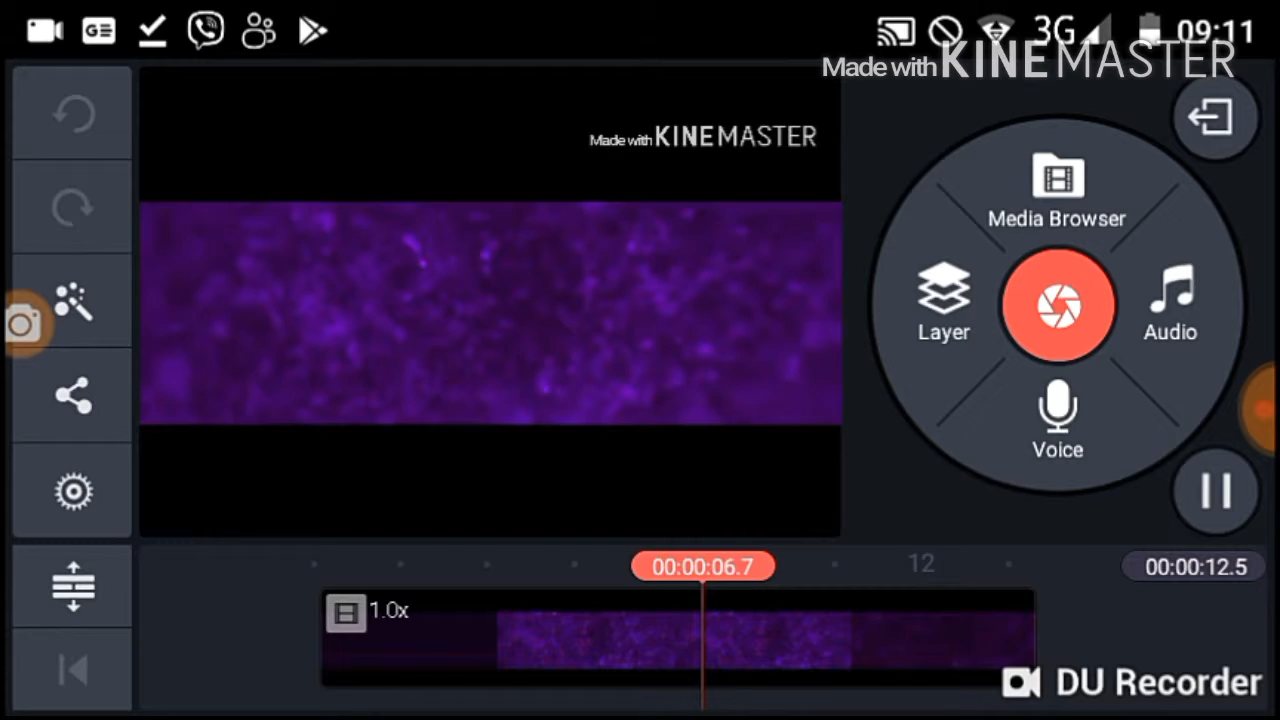 GE
3G
09:11
Made with KINEMASTER
Made with KINEMASTER
Media Browser
Layer
Audio
Voice
00:00:06.7
12
00:00:12.5
1.0x
DU Recorder